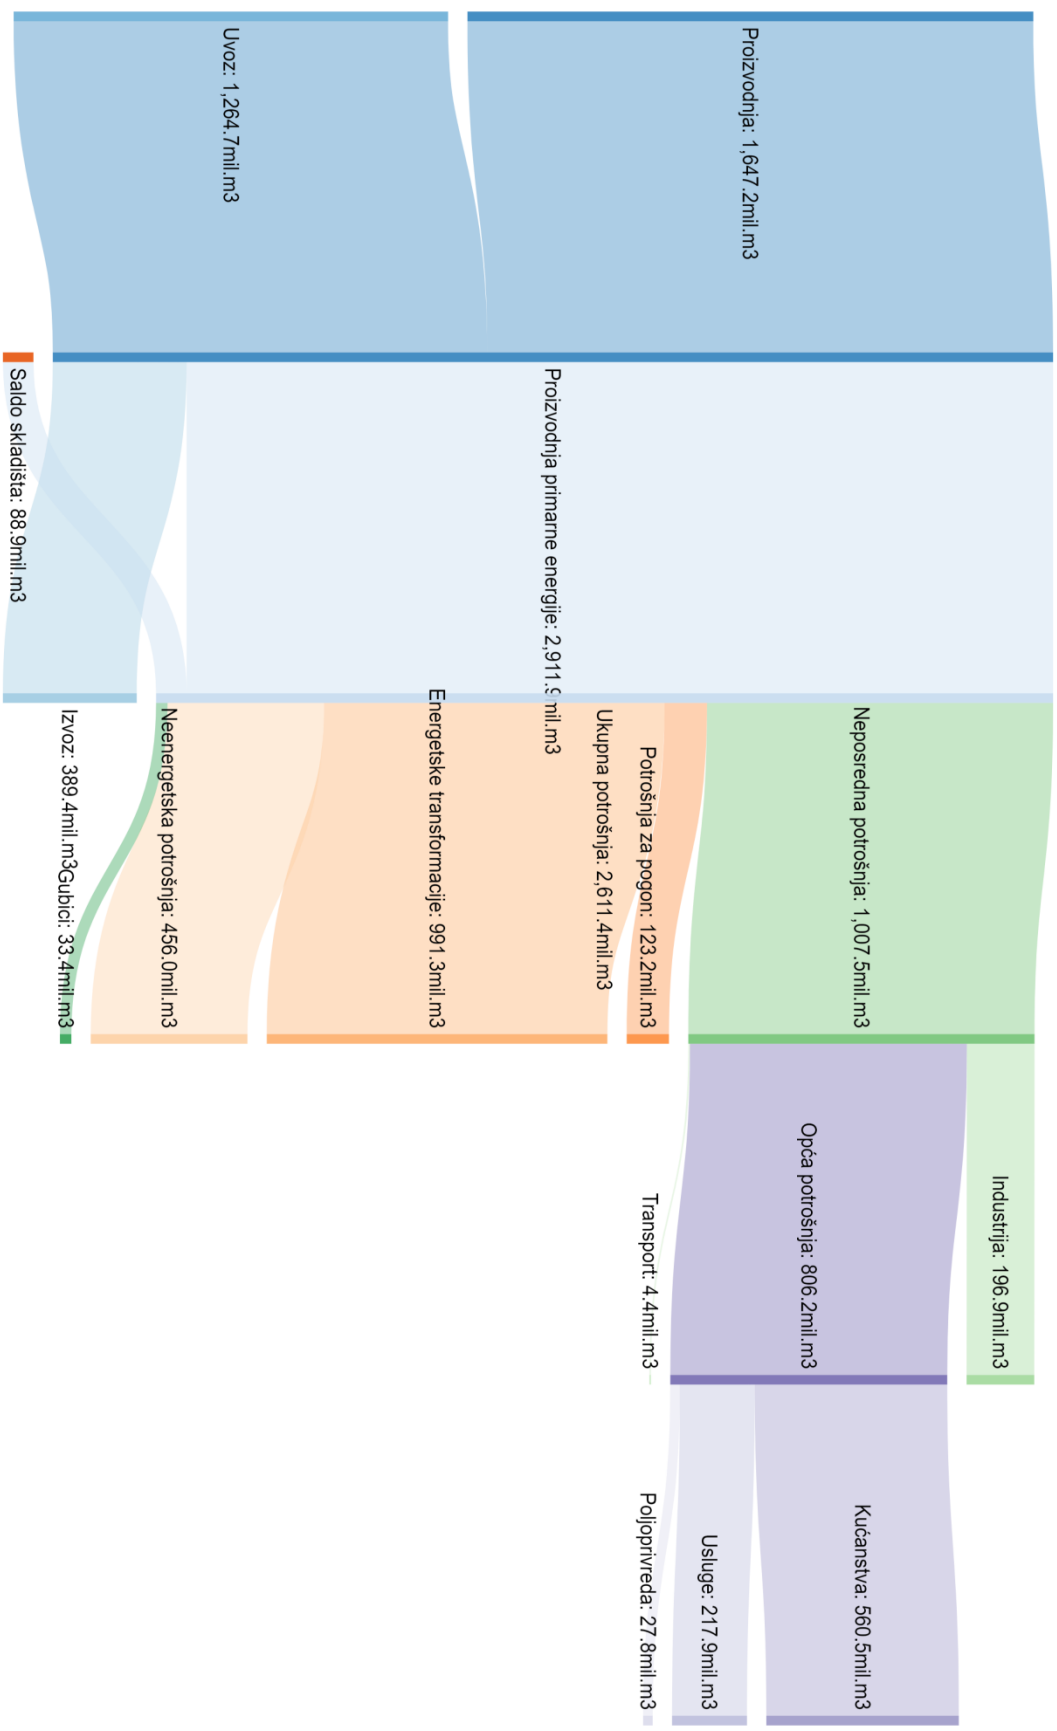 Proizvodnja: 1,647.2mil.m3
Uvoz: 1,264.7mil.m3
Proizvodnja primarne energije: 2,911.9mil.m3
Saldo skladišta: 88.9mil.m3
Neposredna potrošnja: 1,007.5mil.m3
Potrošnja za pogon: 123.2mil.m3
Ukupna potrošnja: 2,611.4mil.m3
Energetske transformacije: 991.3mil.m3
Neenergetska potrošnja: 456.0mil.m3
Izvoz: 389.4mil.m3
Gubici: 33.4mil.m3
Industrija: 196.9mil.m3
Opća potrošnja: 806.2mil.m3
Transport: 4.4mil.m3
Kućanstva: 560.5mil.m3
Usluge: 217.9mil.m3
Poljoprivreda: 27.8mil.m3